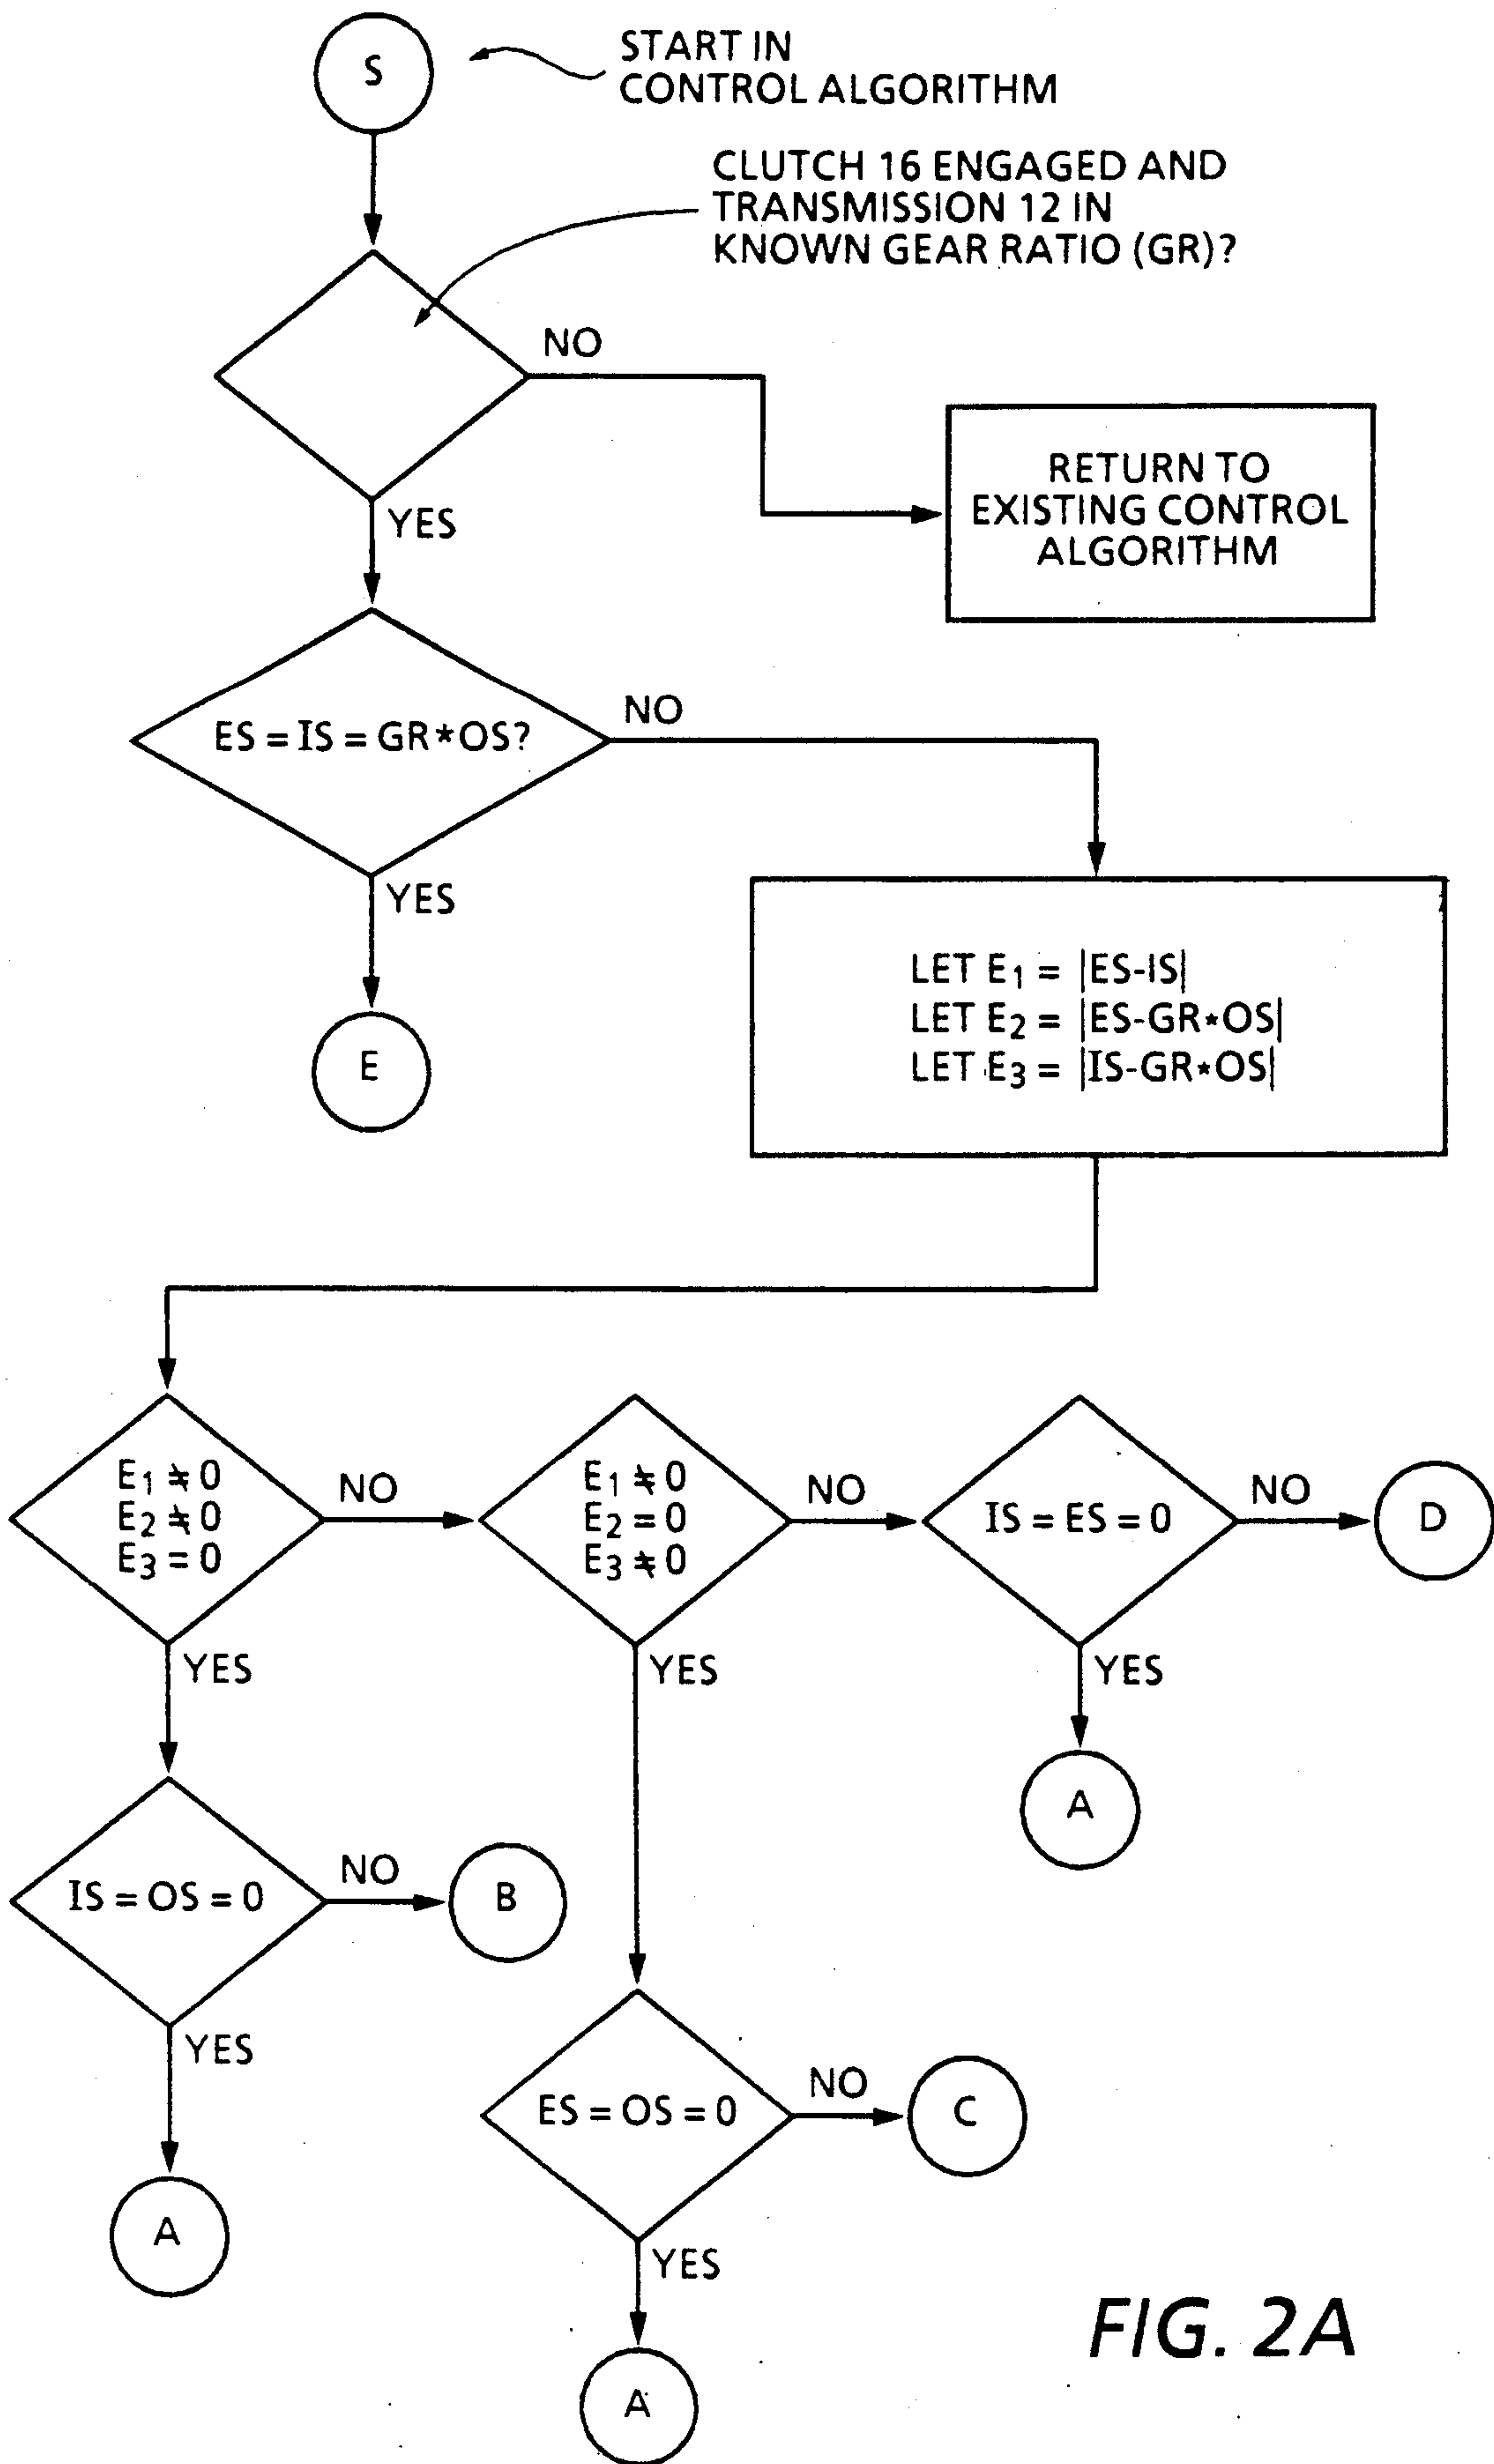 S
START IN
CONTROL ALGORITHM
CLUTCH 16 ENGAGED AND
TRANSMISSION 12 IN
KNOWN GEAR RATIO (GR)?
NO
RETURN TO
EXISTING CONTROL
ALGORITHM
YES
ES = IS = GR*OS?
NO
YES
E
LET E1 = |ES-IS|
LET E2 = |ES-GR*OS|
LET E3 = |IS-GR*OS|
E1 ≠ 0
E2 ≠ 0
E3 = 0
NO
E1 ≠ 0
E2 = 0
E3 ≠ 0
NO
IS = ES = 0
NO
D
YES
YES
YES
A
IS = OS = 0
NO
B
YES
ES = OS = 0
NO
C
A
YES
A
FIG. 2A